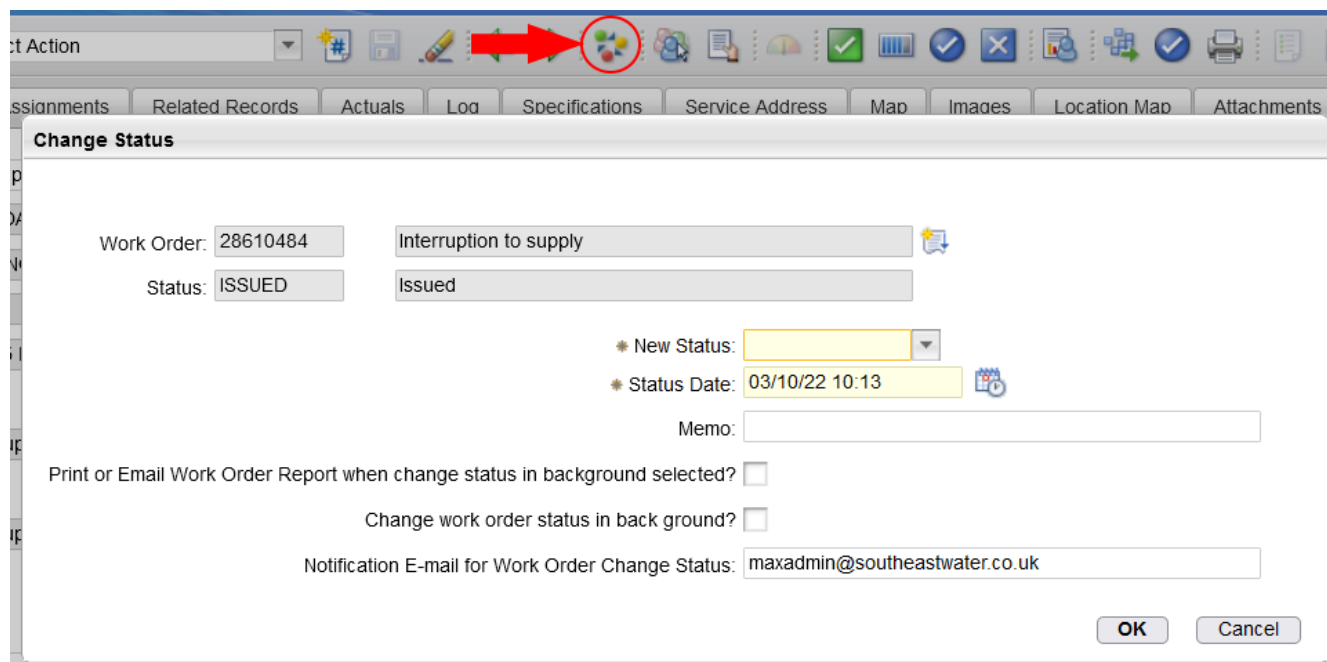 ct Action
ssignments Related Records Actuals Log Specifications Service Address Map Images Location Map Attachments
Change Status
Work Order: 28610484 Interruption to supply
Status: ISSUED Issued
New Status:
Status Date: 03/10/22 10:13
Memo:
Print or Email Work Order Report when change status in background selected?
Change work order status in back ground?
Notification E-mail for Work Order Change Status: maxadmin@southeastwater.co.uk
OK Cancel